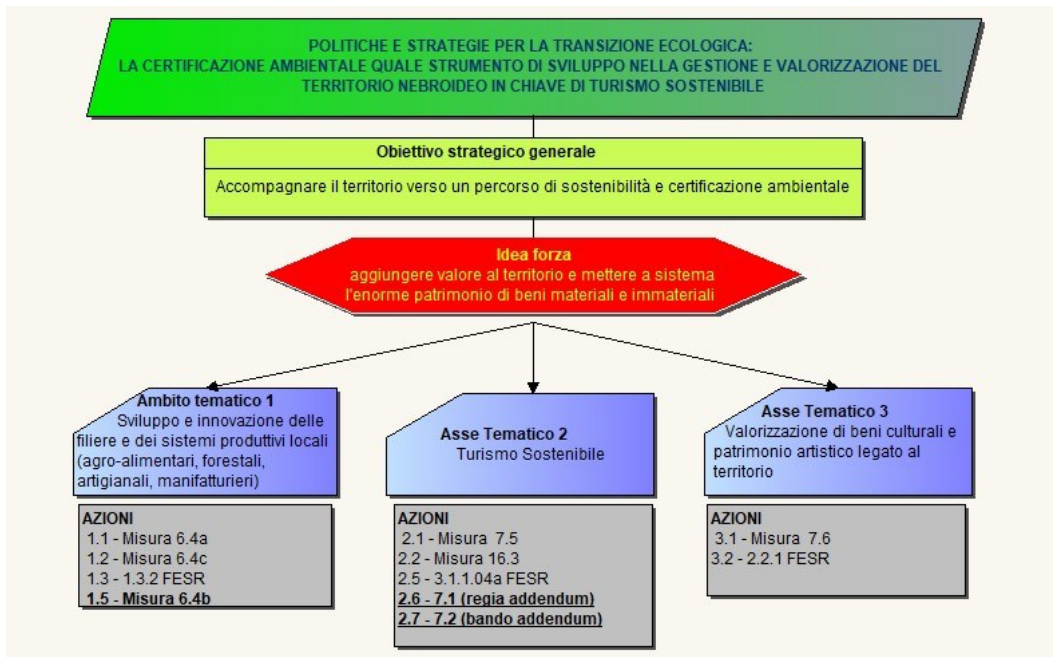 POLITICHE E STRATEGIE PER LA TRANSIZIONE ECOLOGICA:
LA CERTIFICAZIONE AMBIENTALE QUALE STRUMENTO DI SVILUPPO NELLA GESTIONE E VALORIZZAZIONE DEL
TERRITORIO NEBROIDEO IN CHIAVE DI TURISMO SOSTENIBILE
Obiettivo strategico generale
Accompagnare il territorio verso un percorso di sostenibilità e certificazione ambientale
Idea forza
aggiungere valore al territorio e mettere a sistema
l'enorme patrimonio di beni materiali e immateriali
Ambito tematico 1
Sviluppo e innovazione delle
filiere e dei sistemi produttivi locali
(agro-alimentari, forestali,
artigianali, manifatturieri)
AZIONI
1.1 - Misura 6.4a
1.2 - Misura 6.4c
1.3 - 1.3.2 FESR
1.5 - Misura 6.4b
Asse Tematico 2
Turismo Sostenibile
AZIONI
2.1 - Misura 7.5
2.2 - Misura 16.3
2.5 - 3.1.1.04a FESR
2.6 - 7.1 (regia addendum)
2.7 - 7.2 (bando addendum)
Asse Tematico 3
Valorizzazione di beni culturali e
patrimonio artistico legato al
territorio
AZIONI
3.1 - Misura 7.6
3.2 - 2.2.1 FESR